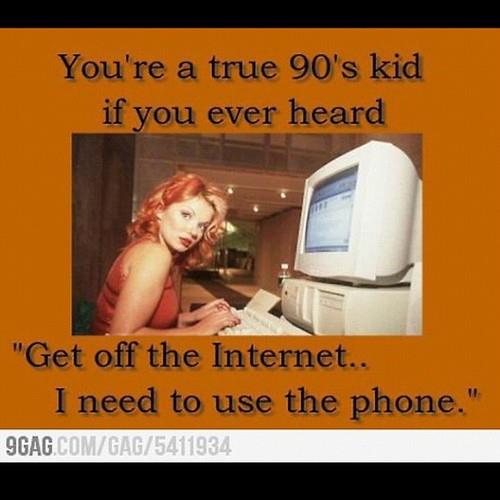 You're a true 90's kid
if you ever heard
"Get off the Internet..
I need to use the phone."
9GAG.COM/GAG/5411934